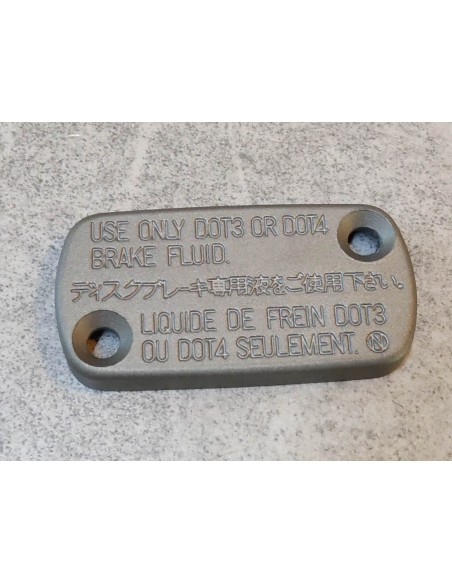 USE ONLY DOT3 OR DOT4
BRAKE FLUID.
ディスクブレーキ専用液をご使用下さい。
LIQUIDE DE FREIN DOT3
OU DOT4 SEULEMENT. N